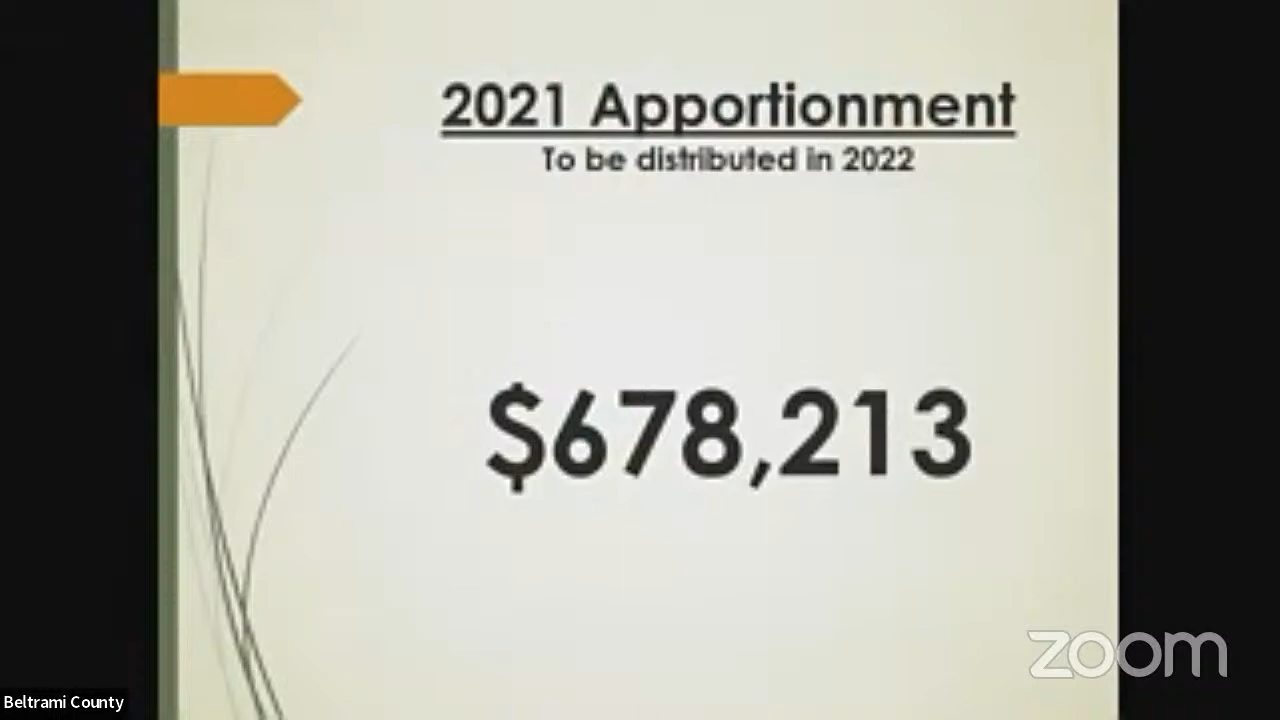 2021 Apportionment
To be distributed in 2022
$678,213
zoom
Beltrami County